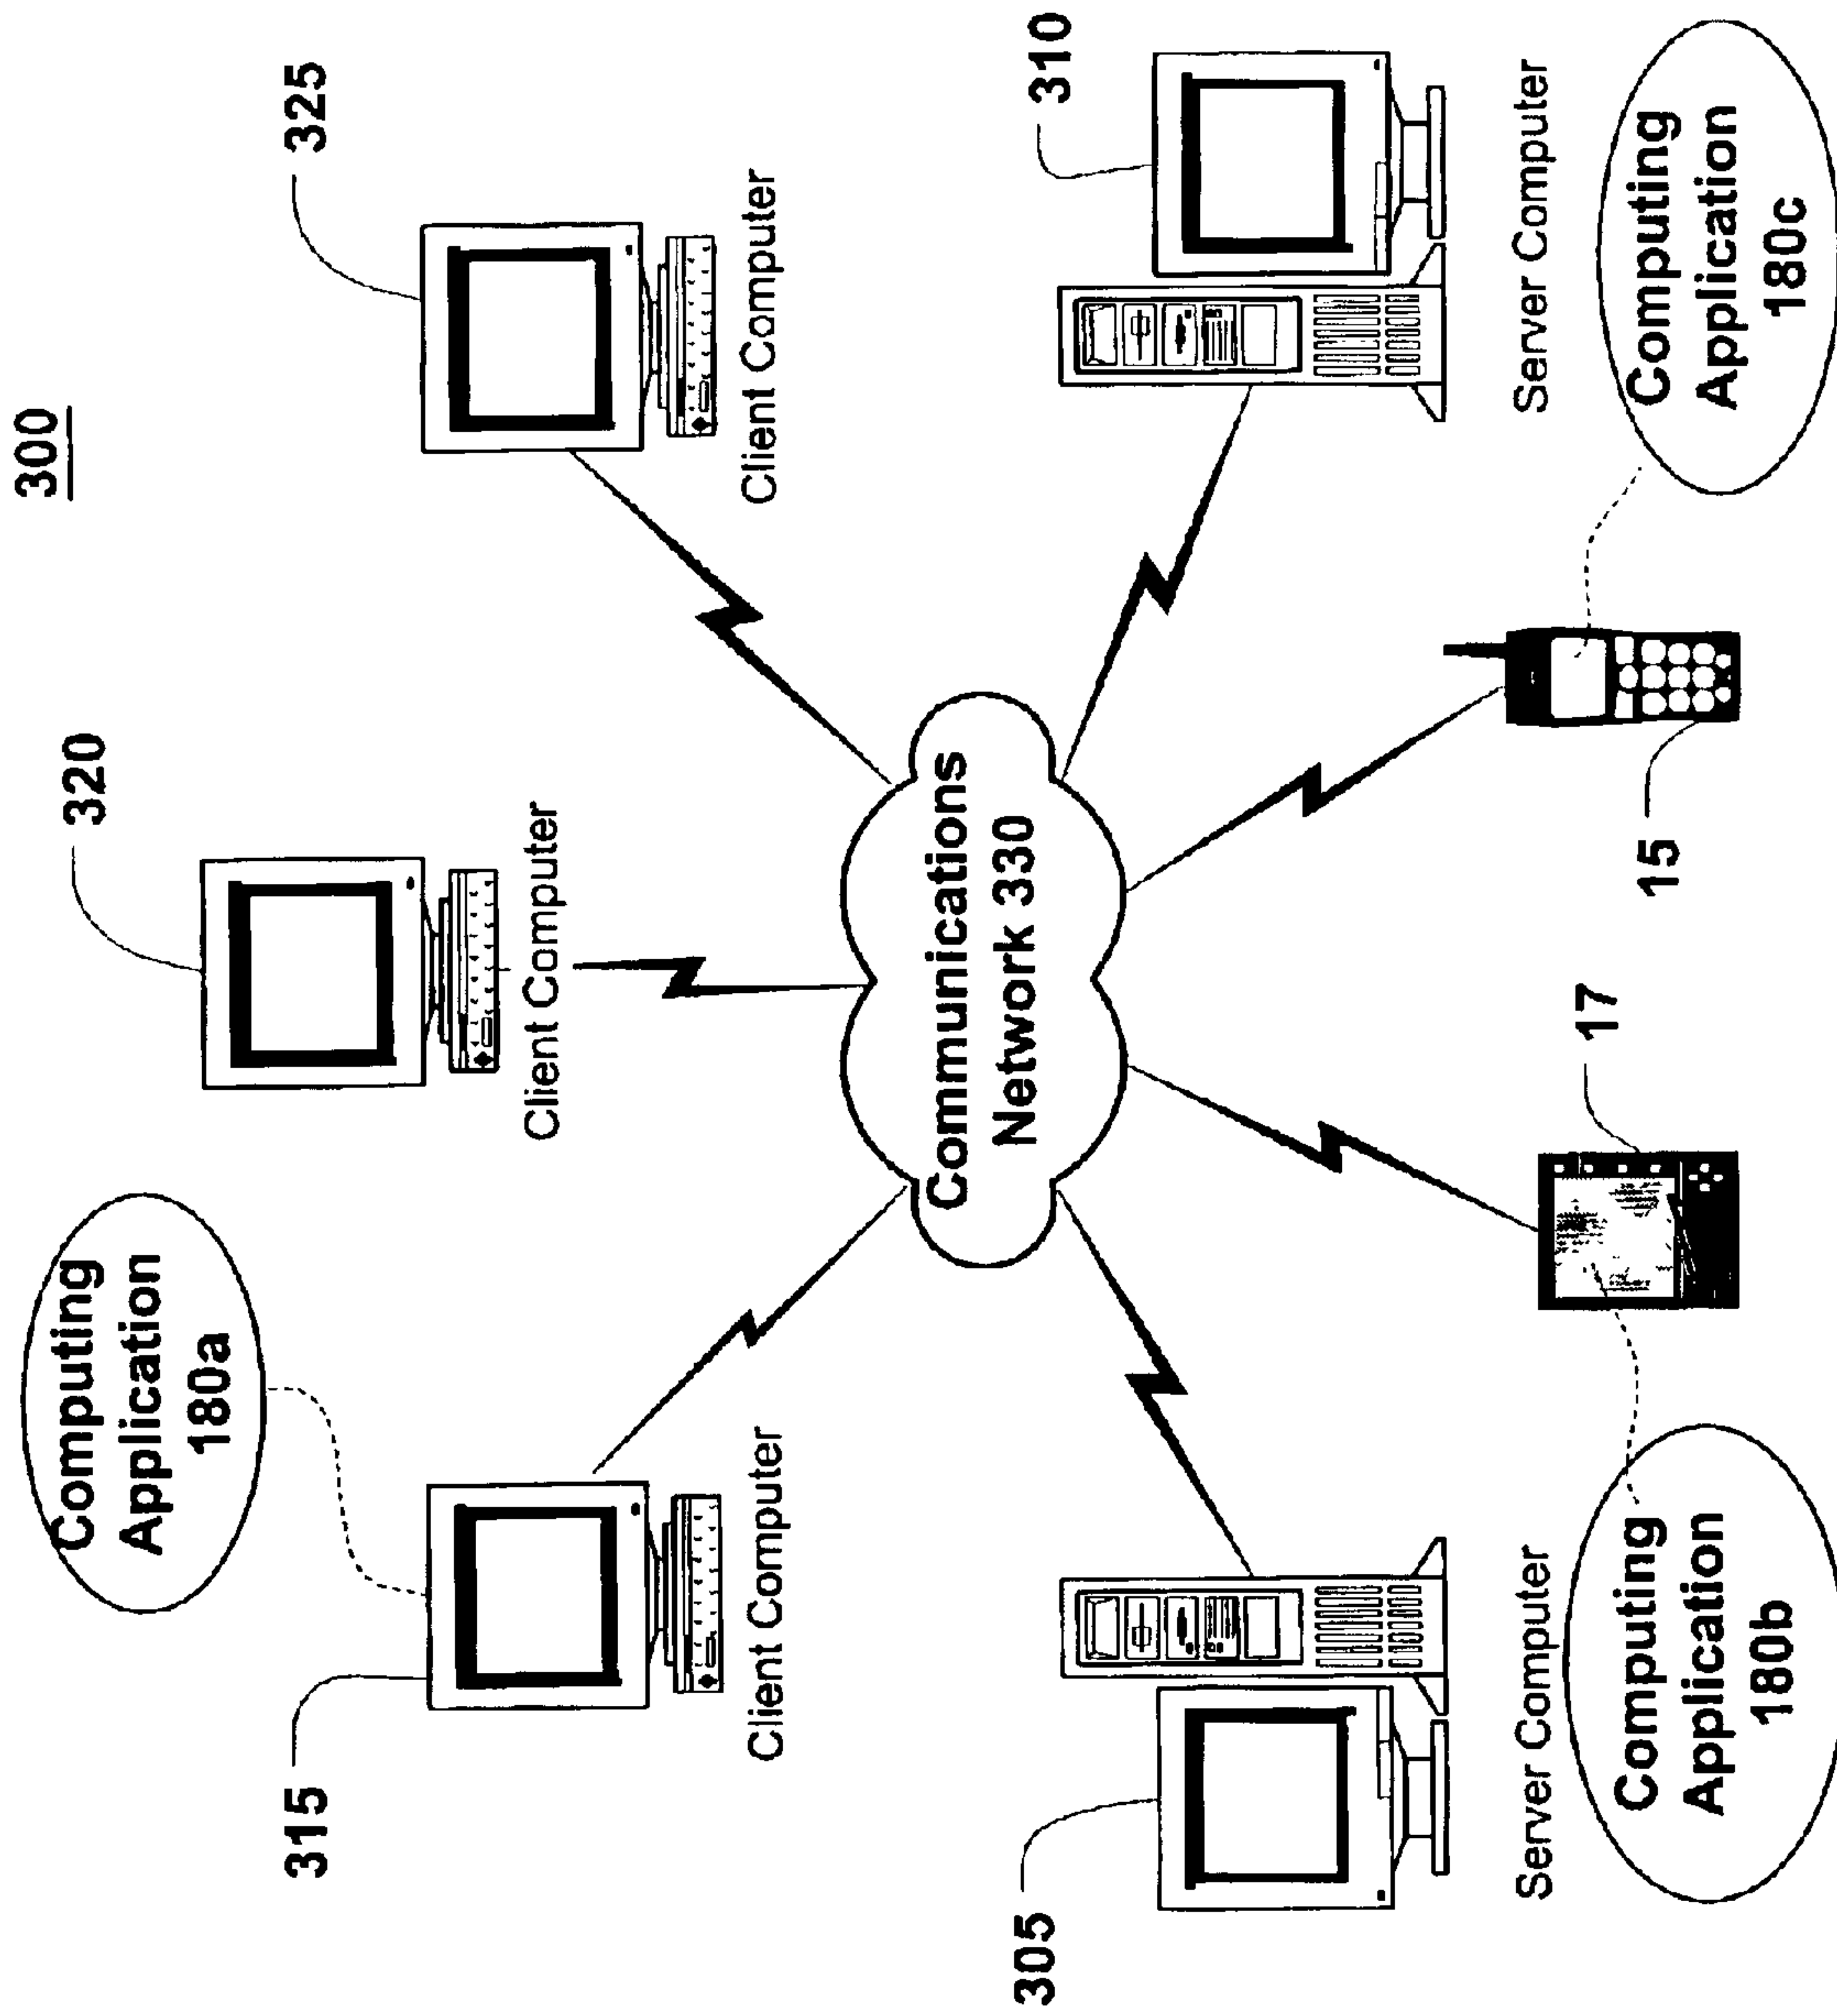 300
Computing
Application
180a
320
315
325
Client Computer
Client Computer
Client Computer
Communications
Network 330
305
310
Server Computer
17
15
Server Computer
Computing
Application
180b
Computing
Application
180c